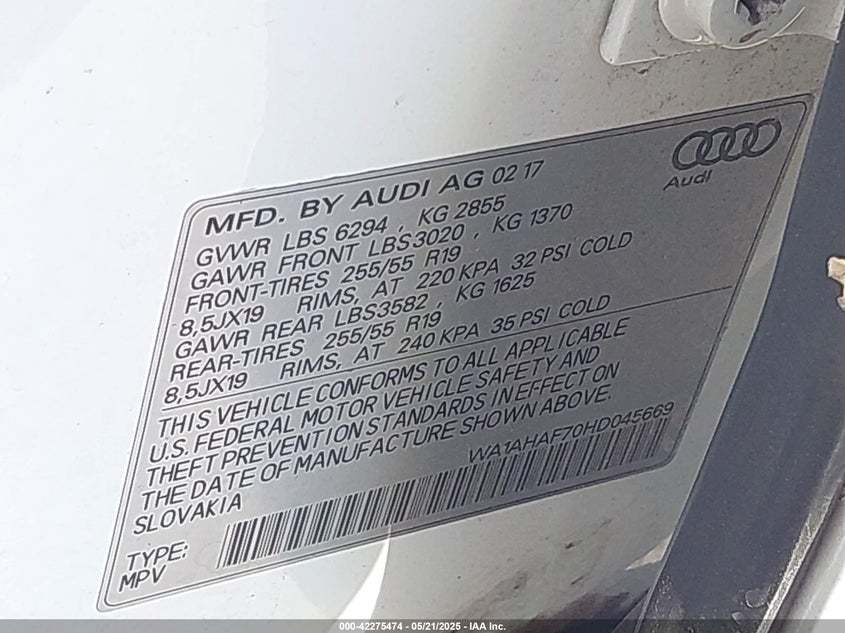 MFD. BY AUDI AG 02 17
Audi
GVWR LBS 6294 , KG 2855
GAWR FRONT LBS3020 , KG 1370
FRONT-TIRES 255/55 R19
8,5JX19 RIMS, AT 220 KPA 32 PSI COLD
GAWR REAR LBS3582 , KG 1625
REAR-TIRES 255/55 R19
8,5JX19 RIMS, AT 240 KPA 35 PSI COLD
THIS VEHICLE CONFORMS TO ALL APPLICABLE
U.S. FEDERAL MOTOR VEHICLE SAFETY AND
THEFT PREVENTION STANDARDS IN EFFECT ON
THE DATE OF MANUFACTURE SHOWN ABOVE.
SLOVAKIA
WA1AHAF70HD045669
TYPE:
MPV
000-42275474 - 05/21/2025 - IAA Inc.